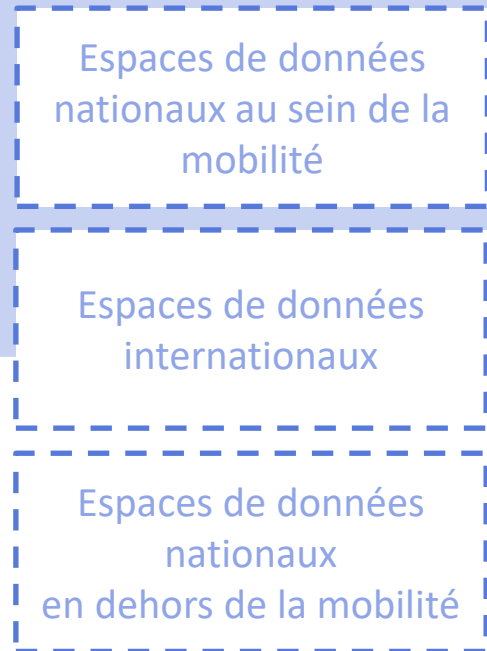 Espaces de données
nationaux au sein de la
mobilité
Espaces de données
internationaux
Espaces de données
nationaux
en dehors de la mobilité